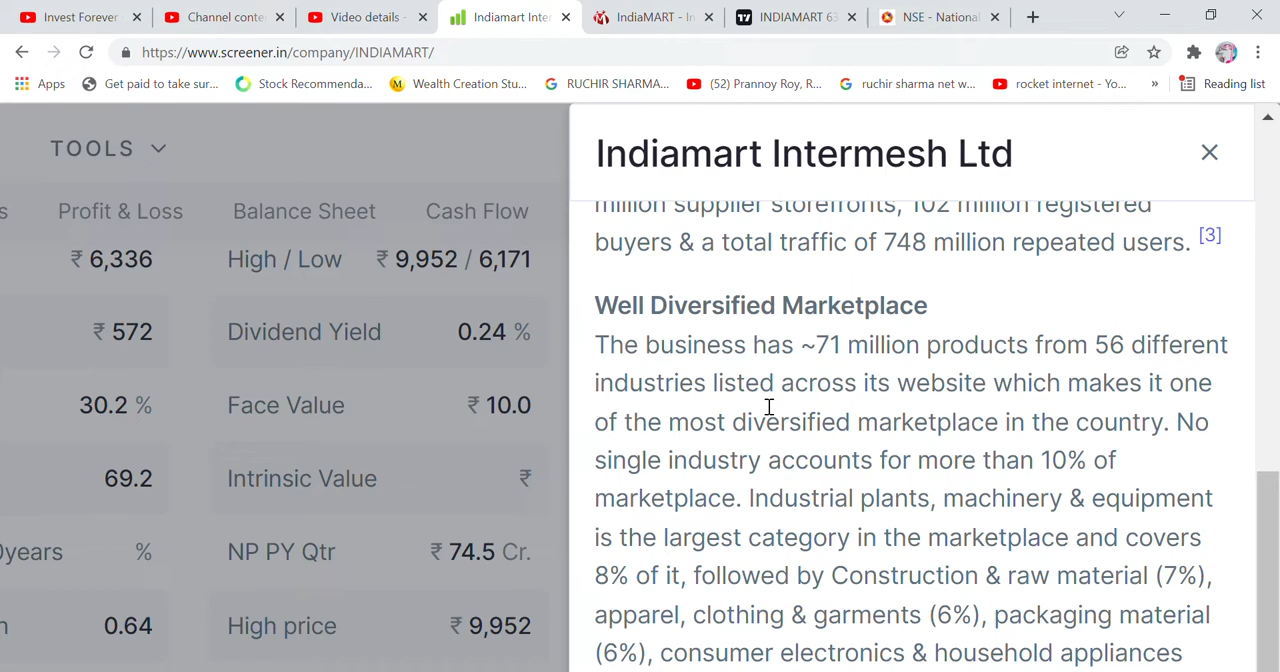 Invest Forever
Channel conte
Video details -
Indiamart Inter
IndiaMART - In
INDIAMART 63
NSE - National
https://www.screener.in/company/INDIAMART/
Apps
Get paid to take sur...
Stock Recommenda...
Wealth Creation Stu...
RUCHIR SHARMA...
(52) Prannoy Roy, R...
ruchir sharma net w...
rocket internet - Yo...
»
Reading list
TOOLS
s Profit & Loss Balance Sheet Cash Flow
₹ 6,336 High / Low ₹ 9,952 / 6,171
₹ 572 Dividend Yield 0.24 %
30.2 % Face Value ₹ 10.0
69.2 Intrinsic Value ₹
0years % NP PY Qtr ₹ 74.5 Cr.
0.64 High price ₹ 9,952
Indiamart Intermesh Ltd
million supplier storefronts, 102 million registered
buyers & a total traffic of 748 million repeated users. [3]
Well Diversified Marketplace
The business has ~71 million products from 56 different
industries listed across its website which makes it one
of the most diversified marketplace in the country. No
single industry accounts for more than 10% of
marketplace. Industrial plants, machinery & equipment
is the largest category in the marketplace and covers
8% of it, followed by Construction & raw material (7%),
apparel, clothing & garments (6%), packaging material
(6%), consumer electronics & household appliances